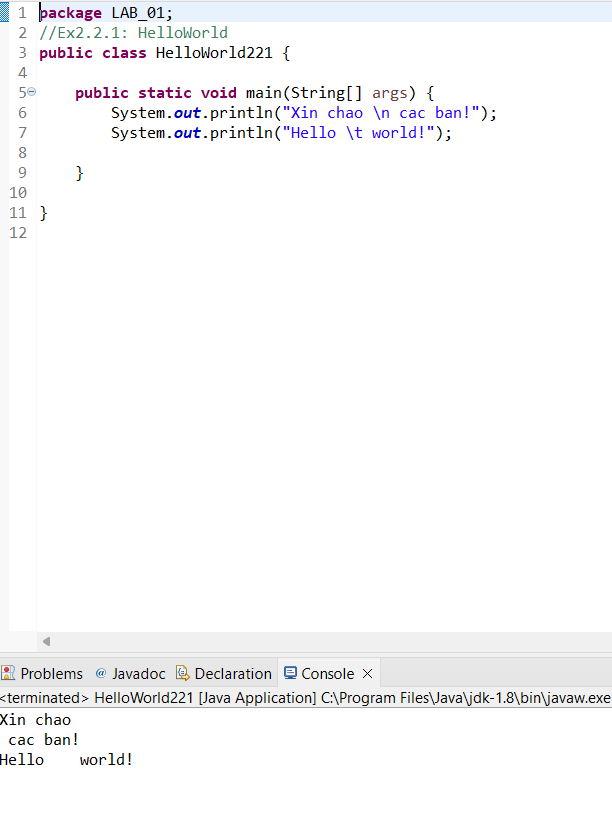 1 package LAB_01;
2 //Ex2.2.1: HelloWorld
3 public class HelloWorld221 {
4
5 public static void main(String[] args) {
6 System.out.println("Xin chao \n cac ban!");
7 System.out.println("Hello \t world!");
8
9 }
10
11 }
12
Problems @ Javadoc Declaration Console
<terminated> HelloWorld221 [Java Application] C:\Program Files\Java\jdk-1.8\bin\javaw.exe
Xin chao
cac ban!
Hello world!